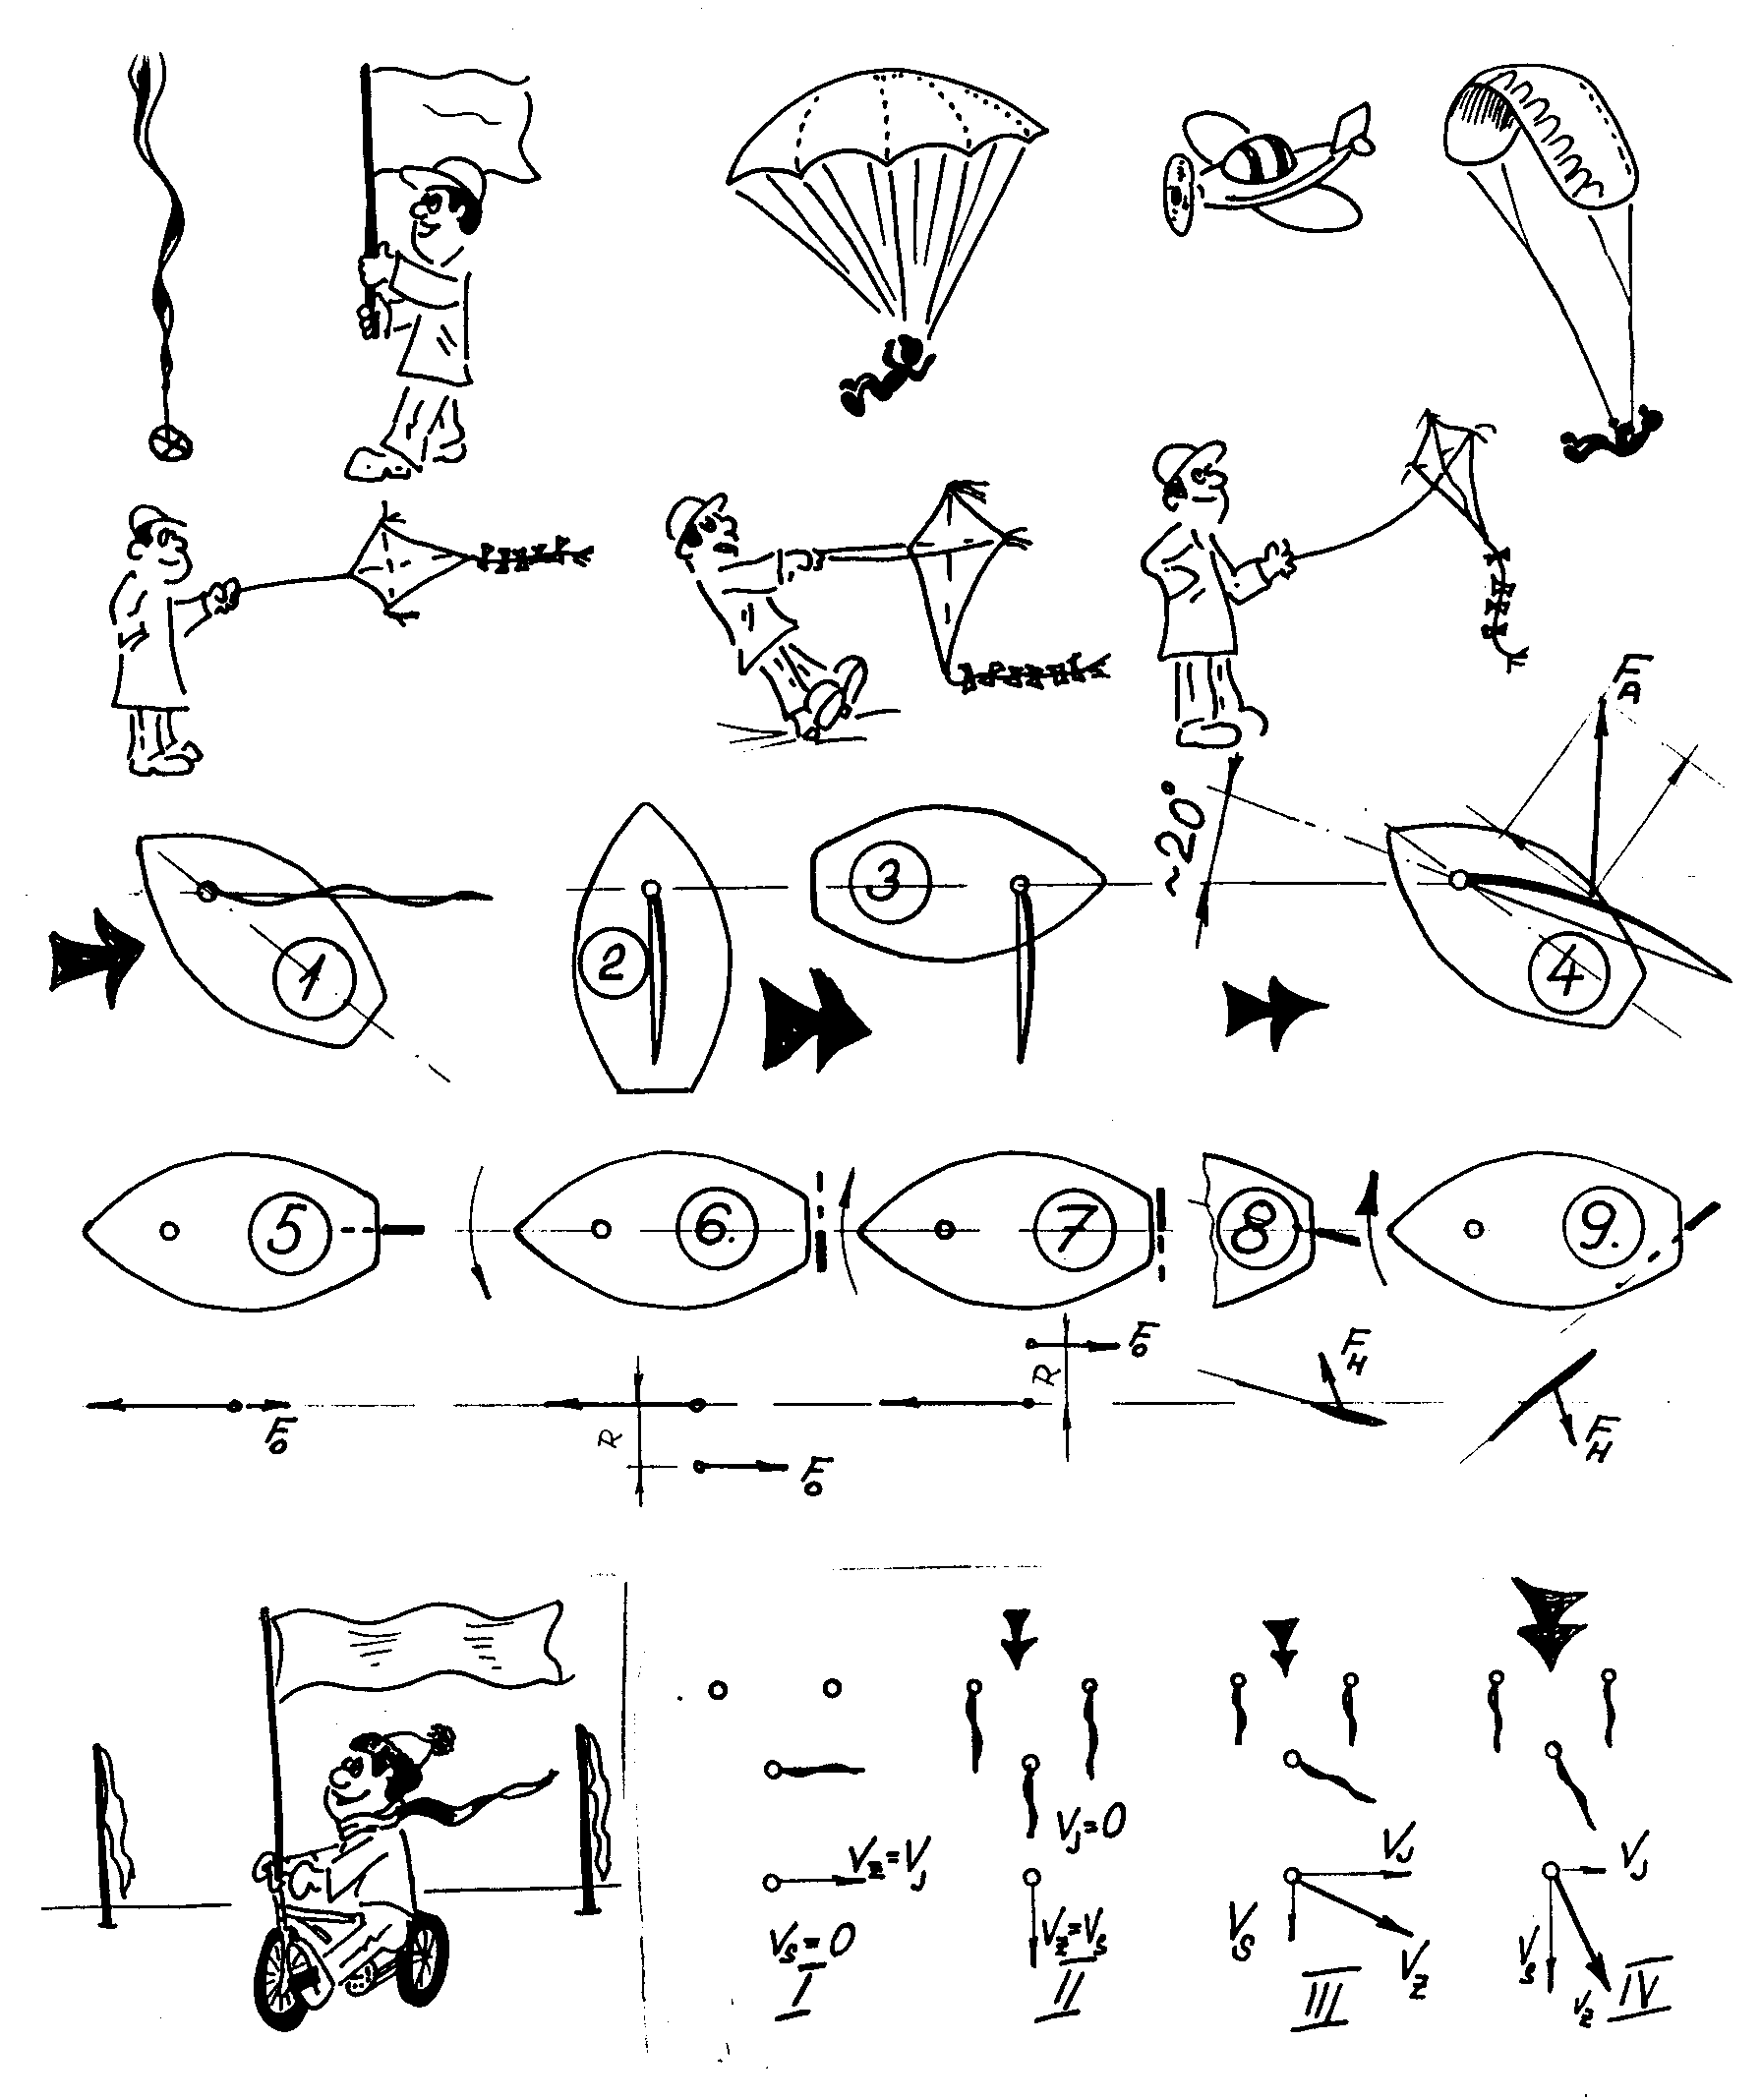 F_A
~20°
1
2
3
4
5
6.
7
8
9.
F_o
R
F_o
R
F_o
F_H
F_H
V_z=V_j
V_s=0
I
V_j=0
V_z=V_s
II
V_j
V_s
V_z
III
V_j
V_s
V_z
IV